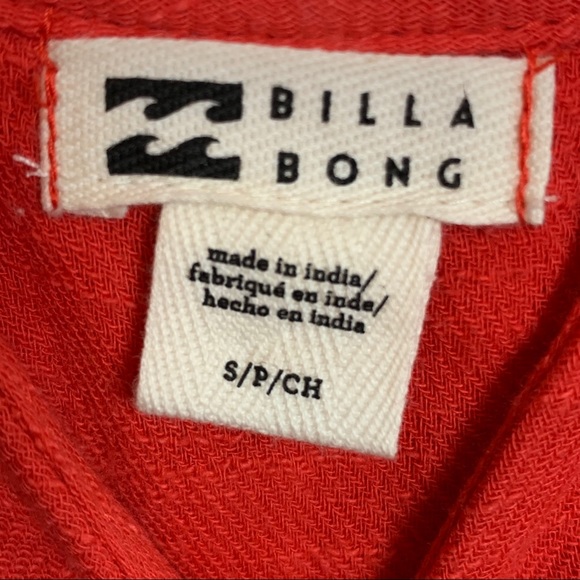 BILLA
BONG
made in india/
fabriqué en inde/
hecho en india
S/P/CH